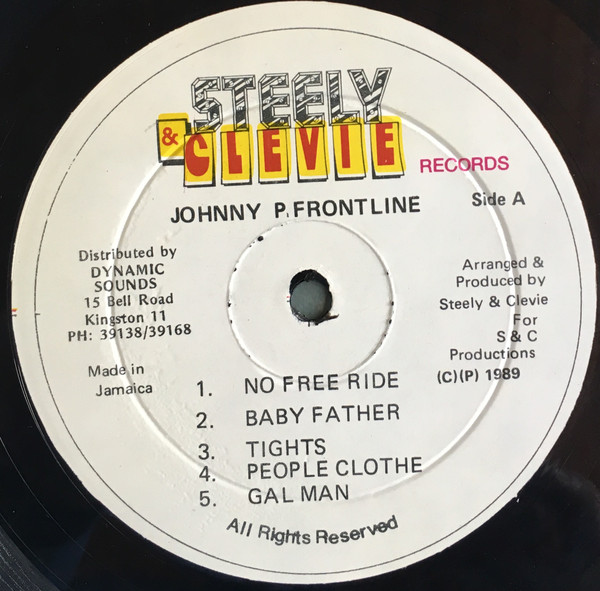 STEELY
& CLEVIE
RECORDS
JOHNNY P. FRONTLINE
Side A
Distributed by
DYNAMIC
SOUNDS
15 Bell Road
Kingston 11
PH: 39138/39168
Made in
Jamaica
Arranged &
Produced by
Steely & Clevie
For
S & C
Productions
(C)(P) 1989
1. NO FREE RIDE
2. BABY FATHER
3. TIGHTS
4. PEOPLE CLOTHE
5. GAL MAN
All Rights Reserved